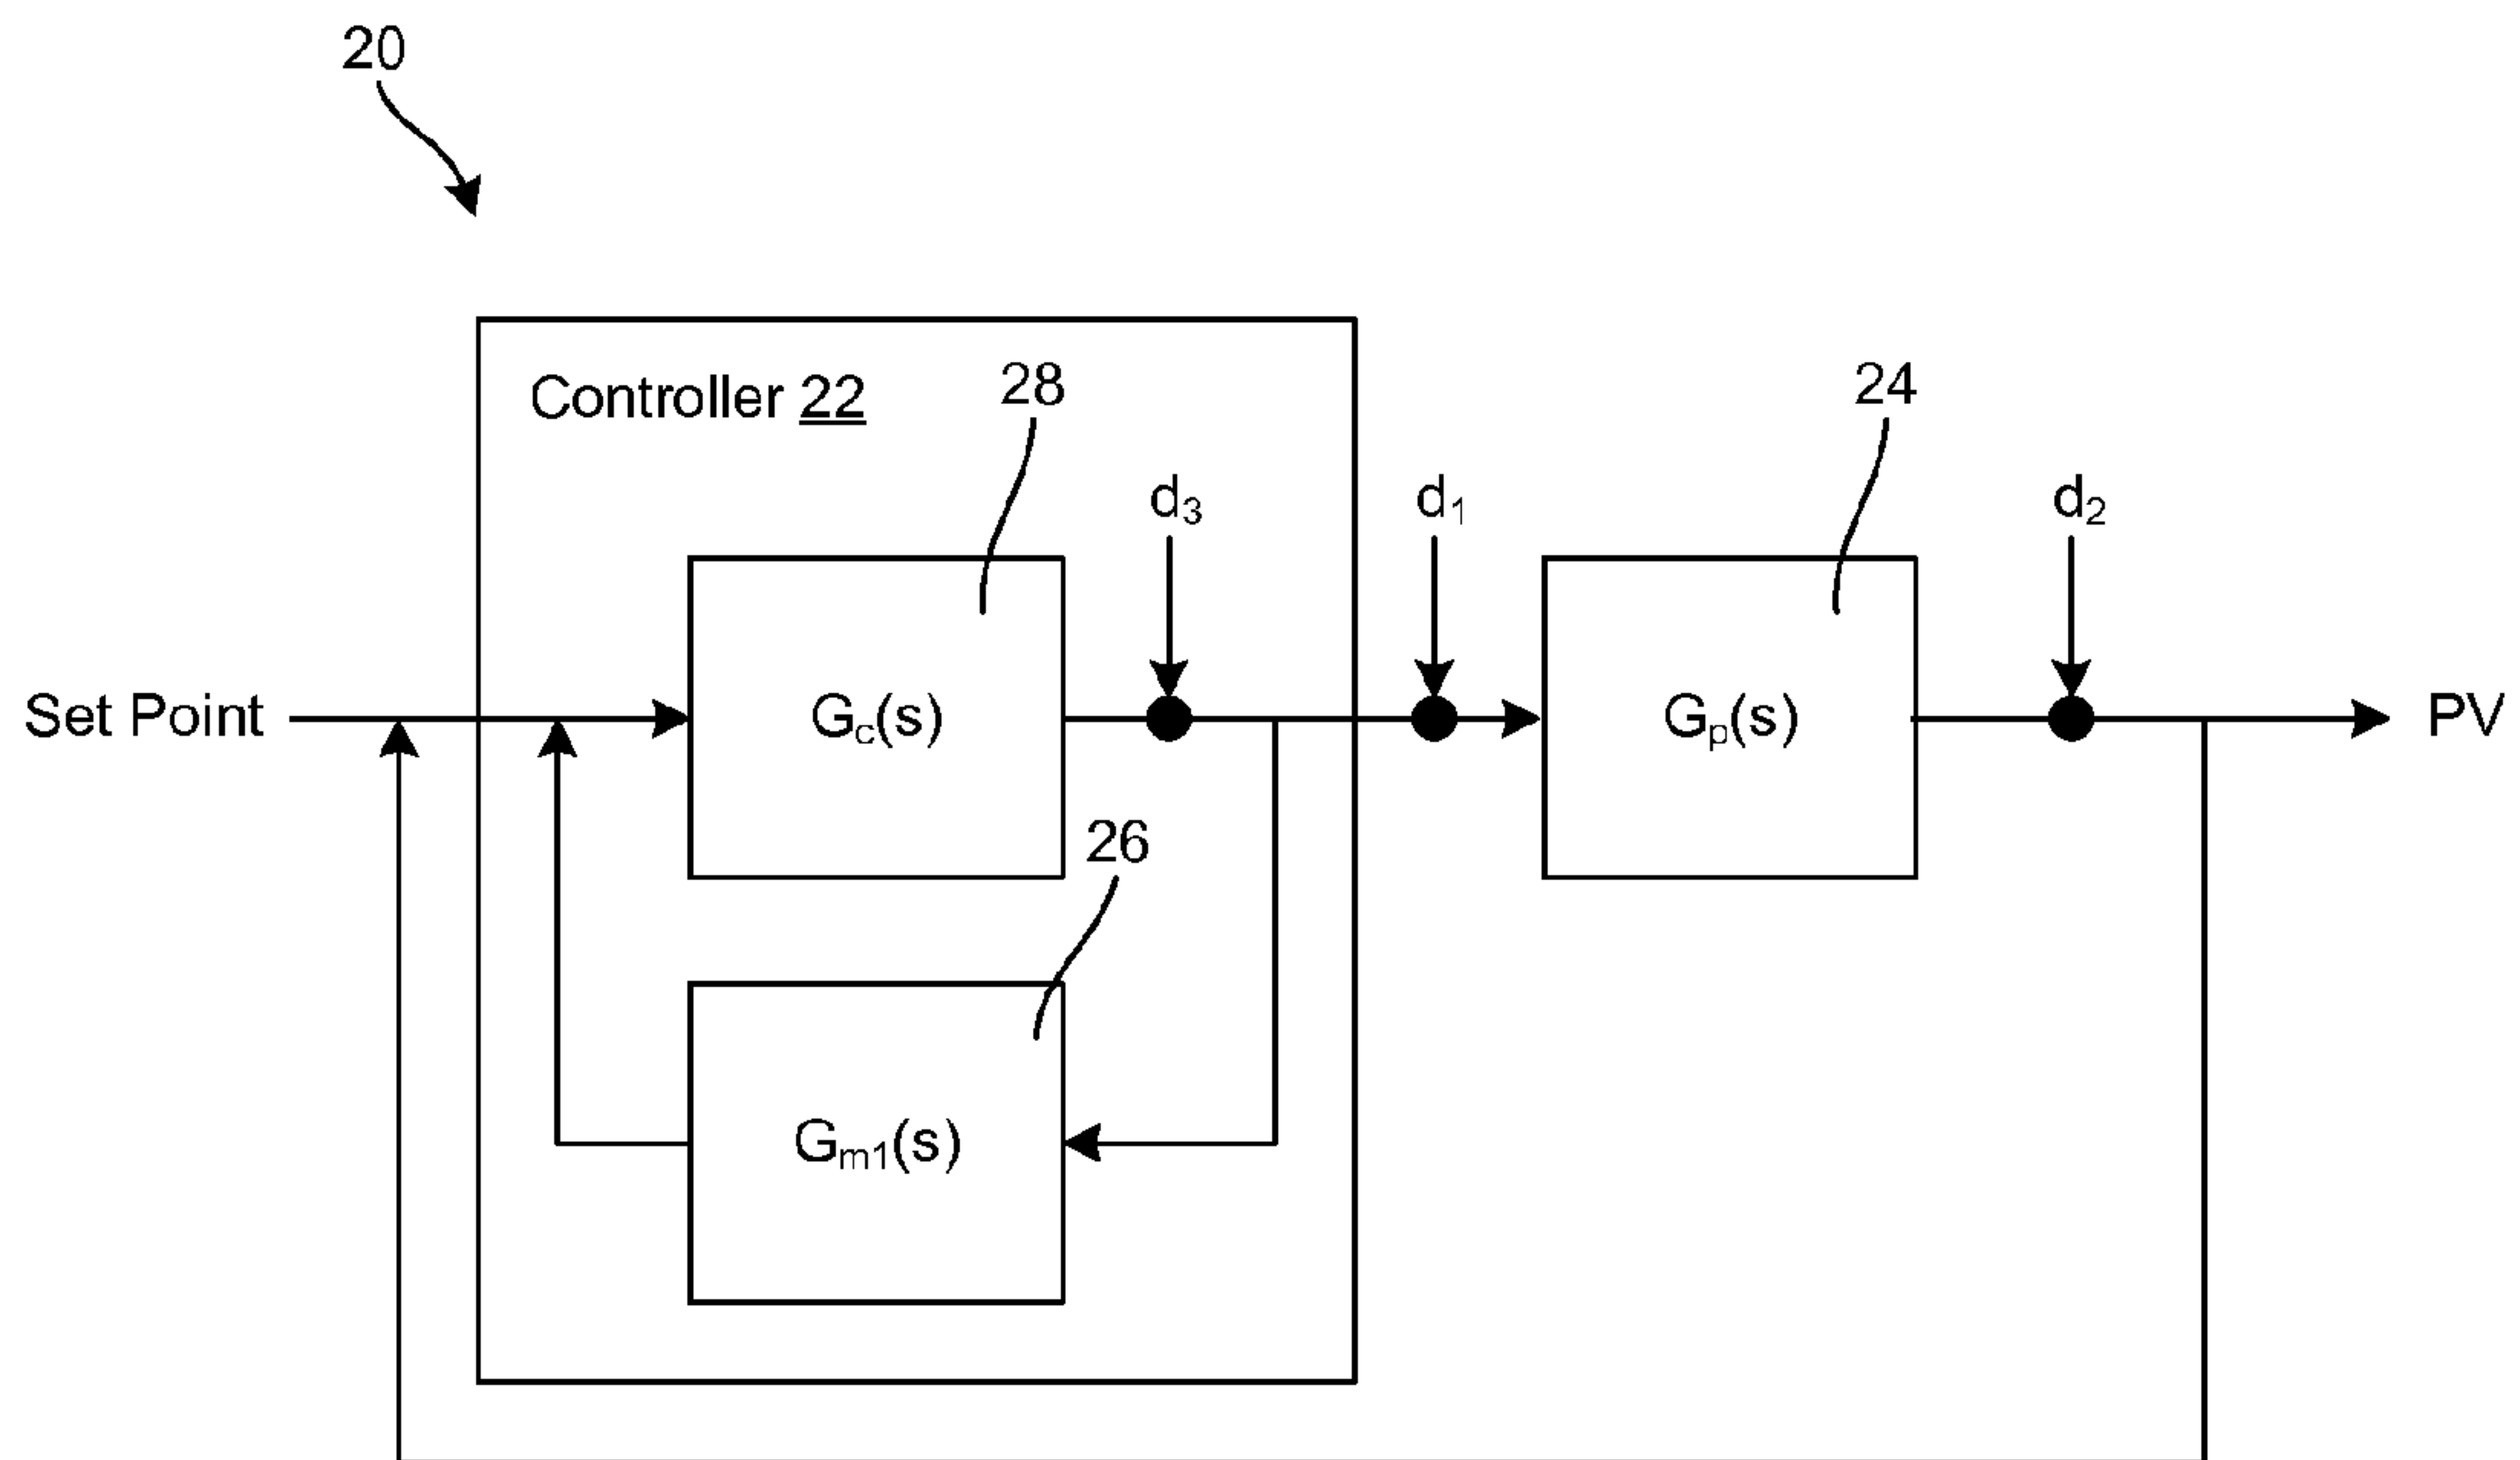 20
Controller 22
28
24
d3
d1
d2
Set Point
Gc(s)
Gp(s)
PV
26
Gm1(s)